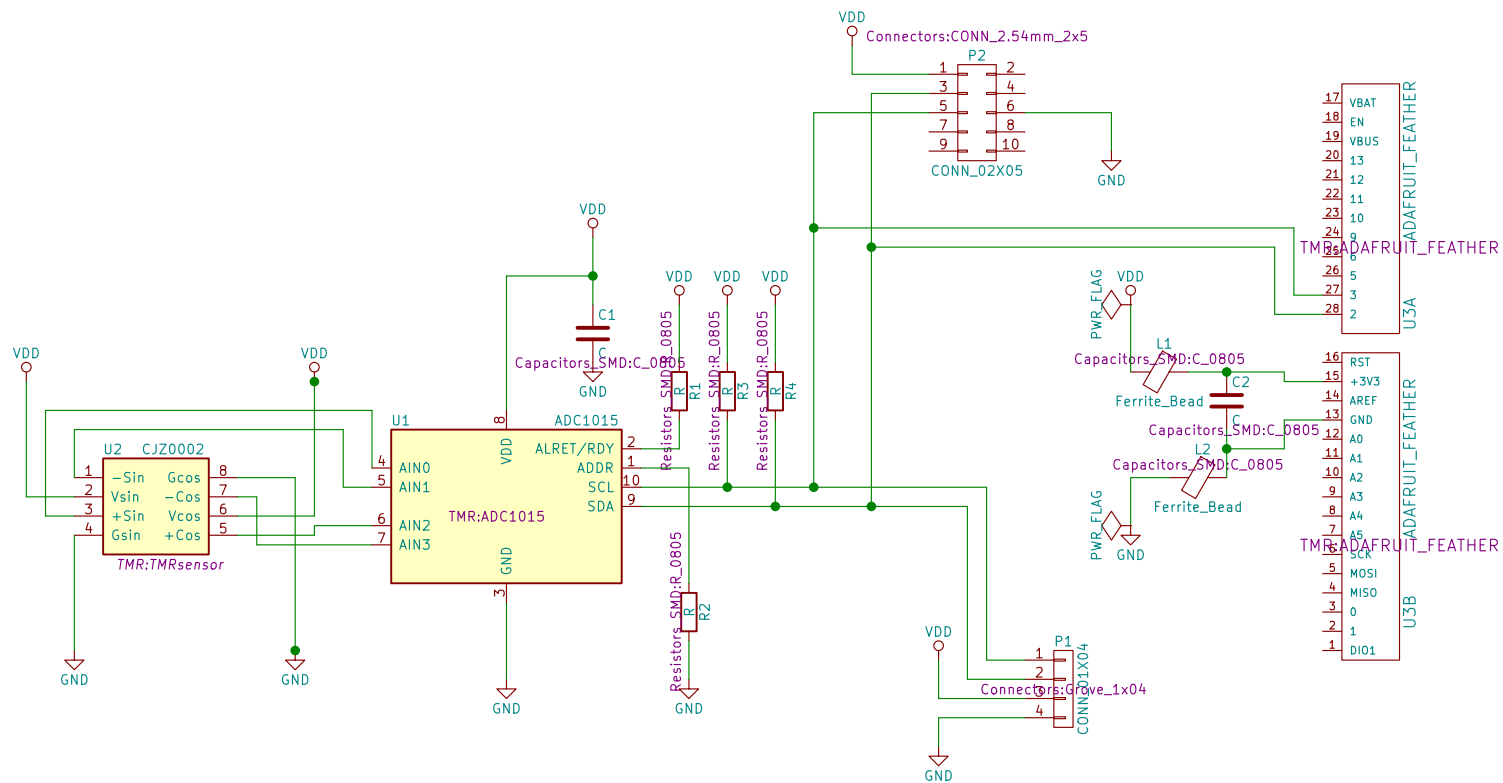 VDD
Connectors:CONN_2.54mm_2x5
P2
1 2
3 4
5 6
7 8
9 10
CONN_02X05
GND
17 VBAT
18 EN
19 VBUS
20 13
21 12
22 11
23 10
24 9
25 6
26 5
27 3
28 2
ADAFRUIT_FEATHER
TMR:ADAFRUIT_FEATHER
U3A
VDD
C1
C
Capacitors_SMD:C_0805
GND
VDD
VDD
VDD
Resistors_SMD:R_0805
R
R1
Resistors_SMD:R_0805
R
R3
Resistors_SMD:R_0805
R
R4
PWR_FLAG
VDD
L1
Capacitors_SMD:C_0805
Ferrite_Bead
C2
C
Capacitors_SMD:C_0805
L2
Capacitors_SMD:C_0805
Ferrite_Bead
PWR_FLAG
GND
16 RST
15 +3V3
14 AREF
13 GND
12 A0
11 A1
10 A2
9 A3
8 A4
7 A5
6 SCK
5 MOSI
4 MISO
3 0
2 1
1 DIO1
ADAFRUIT_FEATHER
TMR:ADAFRUIT_FEATHER
U3B
VDD
VDD
U2 CJZ0002
1 -Sin Gcos 8
2 Vsin -Cos 7
3 +Sin Vcos 6
4 Gsin +Cos 5
TMR:TMRsensor
GND
GND
U1 ADC1015
8 VDD
4 AIN0
5 AIN1
6 AIN2
7 AIN3
ALRET/RDY 2
ADDR 1
SCL 10
SDA 9
TMR:ADC1015
GND 3
GND
Resistors_SMD:R_0805
R
R2
GND
VDD
P1
1
2
3
4
Connectors:Grove_1x04
CONN_01X04
GND